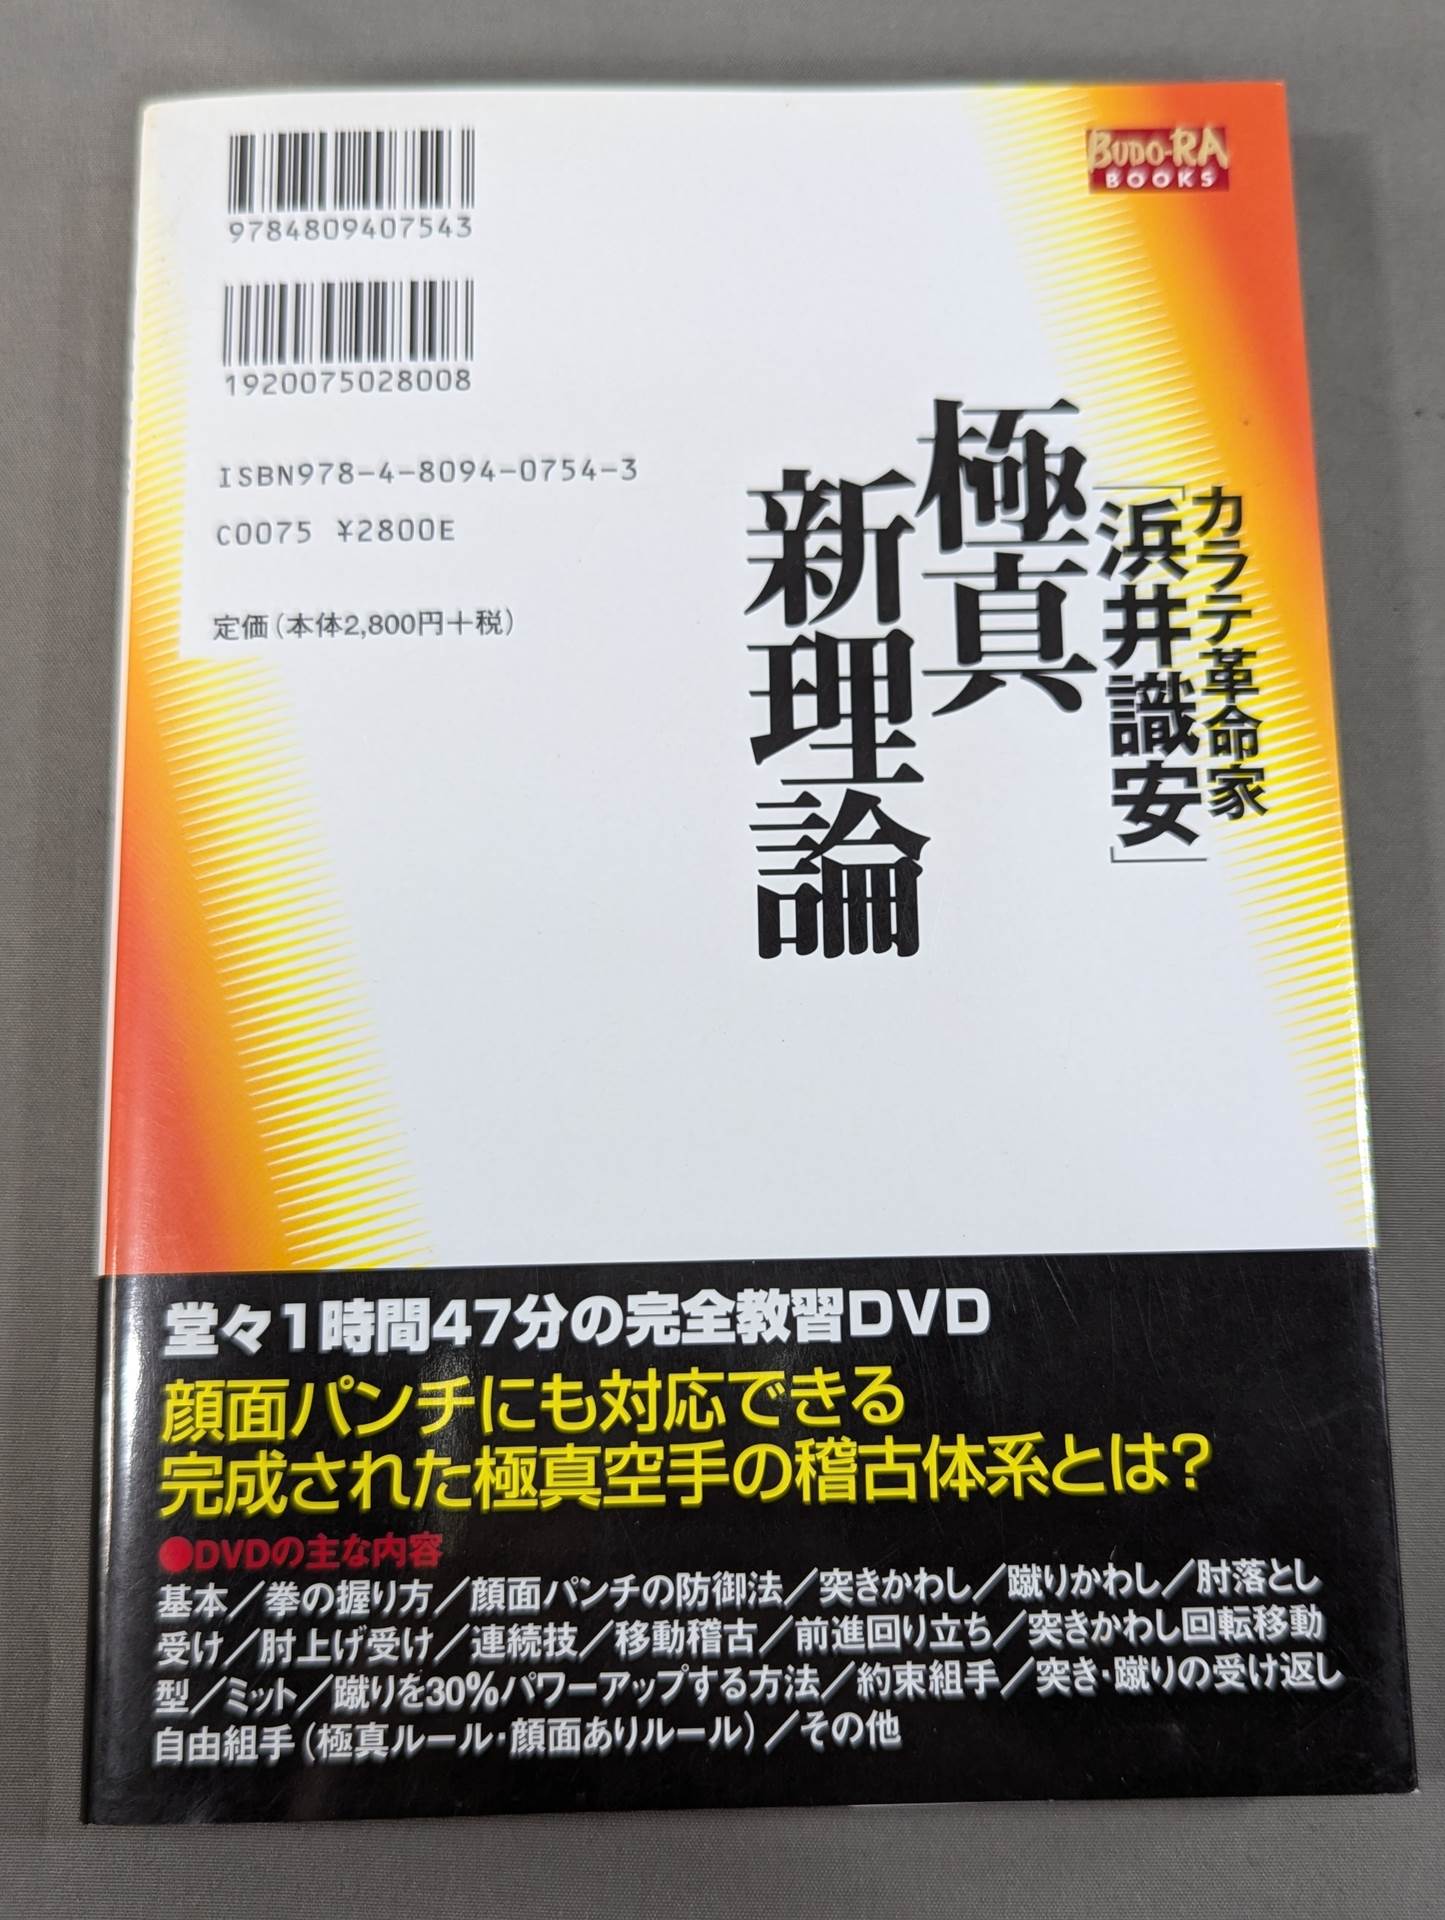 BUDO-RA
BOOKS
9784809407543
1920075028008
ISBN978-4-8094-0754-3
C0075 ¥2800E
定価(本体2,800円+税)
カラテ革命家
「浜井識安」
極真
新理論
堂々1時間47分の完全教習DVD
顔面パンチにも対応できる
完成された極真空手の稽古体系とは?
●DVDの主な内容
基本/拳の握り方/顔面パンチの防御法/突きかわし/蹴りかわし/肘落とし
受け/肘上げ受け/連続技/移動稽古/前進回り立ち/突きかわし回転移動
型/ミット/蹴りを30%パワーアップする方法/約束組手/突き・蹴りの受け返し
自由組手(極真ルール・顔面ありルール)/その他